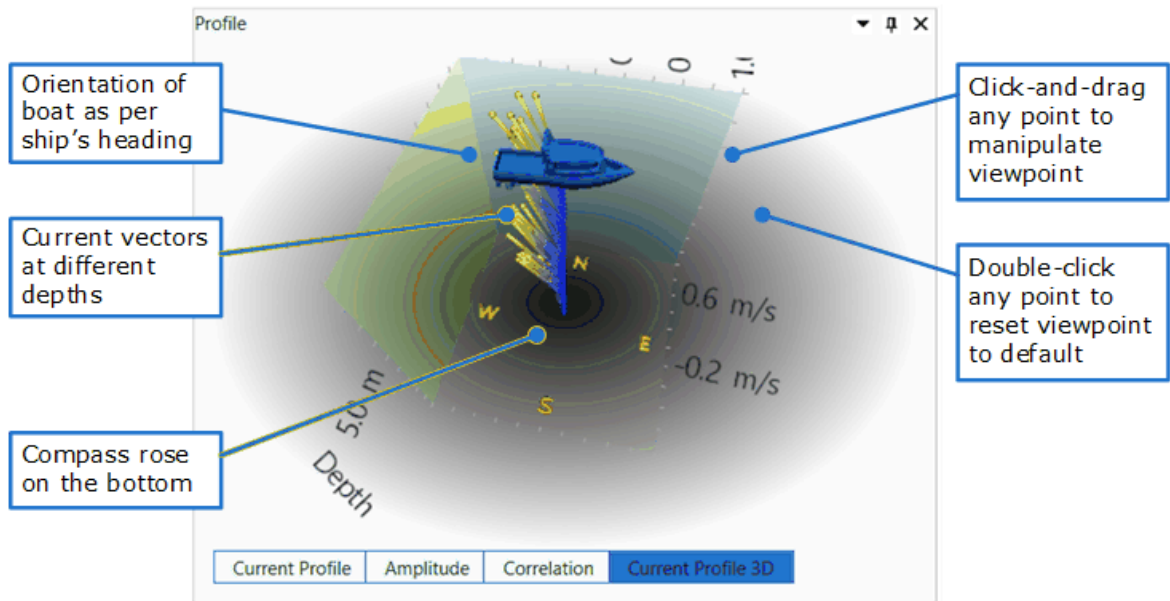 Profile
Orientation of
boat as per
ship's heading
Current vectors
at different
depths
Compass rose
on the bottom
Click-and-drag
any point to
manipulate
viewpoint
Double-click
any point to
reset viewpoint
to default
0
N
W
E
S
0.6 m/s
-0.2 m/s
5.0 m
Depth
Current Profile
Amplitude
Correlation
Current Profile 3D